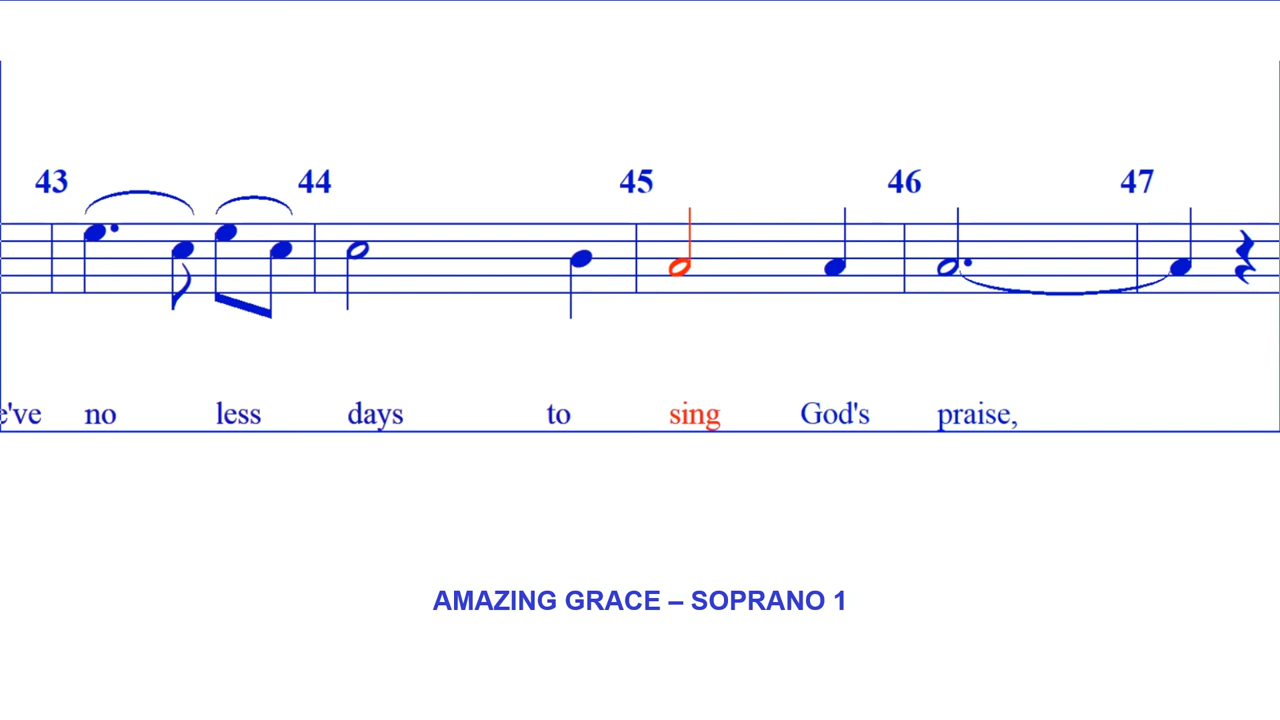 43 44 45 46 47
e've no less days to sing God's praise,
AMAZING GRACE – SOPRANO 1